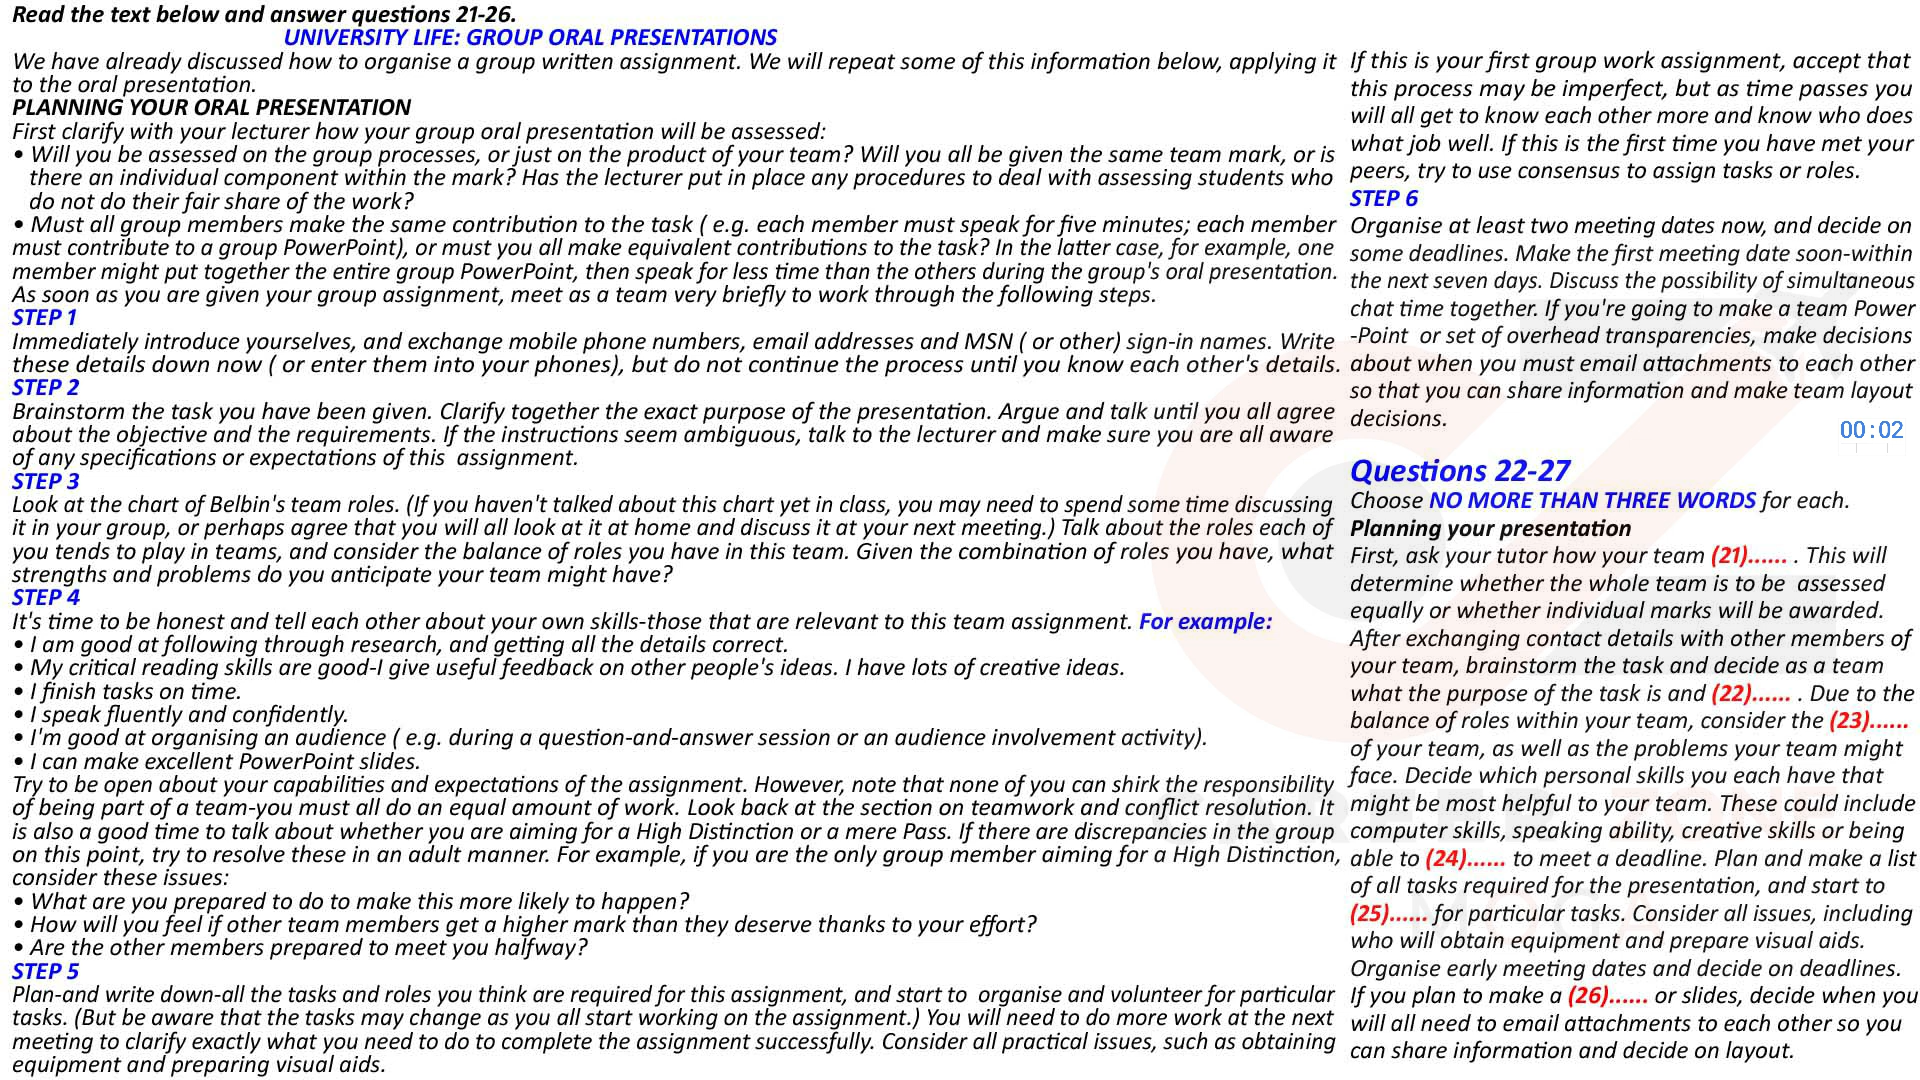 Read the text below and answer questions 21-26.
UNIVERSITY LIFE: GROUP ORAL PRESENTATIONS
We have already discussed how to organise a group written assignment. We will repeat some of this information below, applying it
to the oral presentation.
PLANNING YOUR ORAL PRESENTATION
First clarify with your lecturer how your group oral presentation will be assessed:
• Will you be assessed on the group processes, or just on the product of your team? Will you all be given the same team mark, or is
there an individual component within the mark? Has the lecturer put in place any procedures to deal with assessing students who
do not do their fair share of the work?
• Must all group members make the same contribution to the task ( e.g. each member must speak for five minutes; each member
must contribute to a group PowerPoint), or must you all make equivalent contributions to the task? In the latter case, for example, one
member might put together the entire group PowerPoint, then speak for less time than the others during the group's oral presentation.
As soon as you are given your group assignment, meet as a team very briefly to work through the following steps.
STEP 1
Immediately introduce yourselves, and exchange mobile phone numbers, email addresses and MSN ( or other) sign-in names. Write
these details down now ( or enter them into your phones), but do not continue the process until you know each other's details.
STEP 2
Brainstorm the task you have been given. Clarify together the exact purpose of the presentation. Argue and talk until you all agree
about the objective and the requirements. If the instructions seem ambiguous, talk to the lecturer and make sure you are all aware
of any specifications or expectations of this assignment.
STEP 3
Look at the chart of Belbin's team roles. (If you haven't talked about this chart yet in class, you may need to spend some time discussing
it in your group, or perhaps agree that you will all look at it at home and discuss it at your next meeting.) Talk about the roles each of
you tends to play in teams, and consider the balance of roles you have in this team. Given the combination of roles you have, what
strengths and problems do you anticipate your team might have?
STEP 4
It's time to be honest and tell each other about your own skills-those that are relevant to this team assignment. For example:
• I am good at following through research, and getting all the details correct.
• My critical reading skills are good-I give useful feedback on other people's ideas. I have lots of creative ideas.
• I finish tasks on time.
• I speak fluently and confidently.
• I'm good at organising an audience ( e.g. during a question-and-answer session or an audience involvement activity).
• I can make excellent PowerPoint slides.
Try to be open about your capabilities and expectations of the assignment. However, note that none of you can shirk the responsibility
of being part of a team-you must all do an equal amount of work. Look back at the section on teamwork and conflict resolution. It
is also a good time to talk about whether you are aiming for a High Distinction or a mere Pass. If there are discrepancies in the group
on this point, try to resolve these in an adult manner. For example, if you are the only group member aiming for a High Distinction,
consider these issues:
• What are you prepared to do to make this more likely to happen?
• How will you feel if other team members get a higher mark than they deserve thanks to your effort?
• Are the other members prepared to meet you halfway?
STEP 5
Plan-and write down-all the tasks and roles you think are required for this assignment, and start to organise and volunteer for particular
tasks. (But be aware that the tasks may change as you all start working on the assignment.) You will need to do more work at the next
meeting to clarify exactly what you need to do to complete the assignment successfully. Consider all practical issues, such as obtaining
equipment and preparing visual aids.
If this is your first group work assignment, accept that
this process may be imperfect, but as time passes you
will all get to know each other more and know who does
what job well. If this is the first time you have met your
peers, try to use consensus to assign tasks or roles.
STEP 6
Organise at least two meeting dates now, and decide on
some deadlines. Make the first meeting date soon-within
the next seven days. Discuss the possibility of simultaneous
chat time together. If you're going to make a team Power
-Point or set of overhead transparencies, make decisions
about when you must email attachments to each other
so that you can share information and make team layout
decisions.
00:02
Questions 22-27
Choose NO MORE THAN THREE WORDS for each.
Planning your presentation
First, ask your tutor how your team (21)...... . This will
determine whether the whole team is to be assessed
equally or whether individual marks will be awarded.
After exchanging contact details with other members of
your team, brainstorm the task and decide as a team
what the purpose of the task is and (22)...... . Due to the
balance of roles within your team, consider the (23)......
of your team, as well as the problems your team might
face. Decide which personal skills you each have that
might be most helpful to your team. These could include
computer skills, speaking ability, creative skills or being
able to (24)...... to meet a deadline. Plan and make a list
of all tasks required for the presentation, and start to
(25)...... for particular tasks. Consider all issues, including
who will obtain equipment and prepare visual aids.
Organise early meeting dates and decide on deadlines.
If you plan to make a (26)...... or slides, decide when you
will all need to email attachments to each other so you
can share information and decide on layout.
CAREER ZONE
MOGA